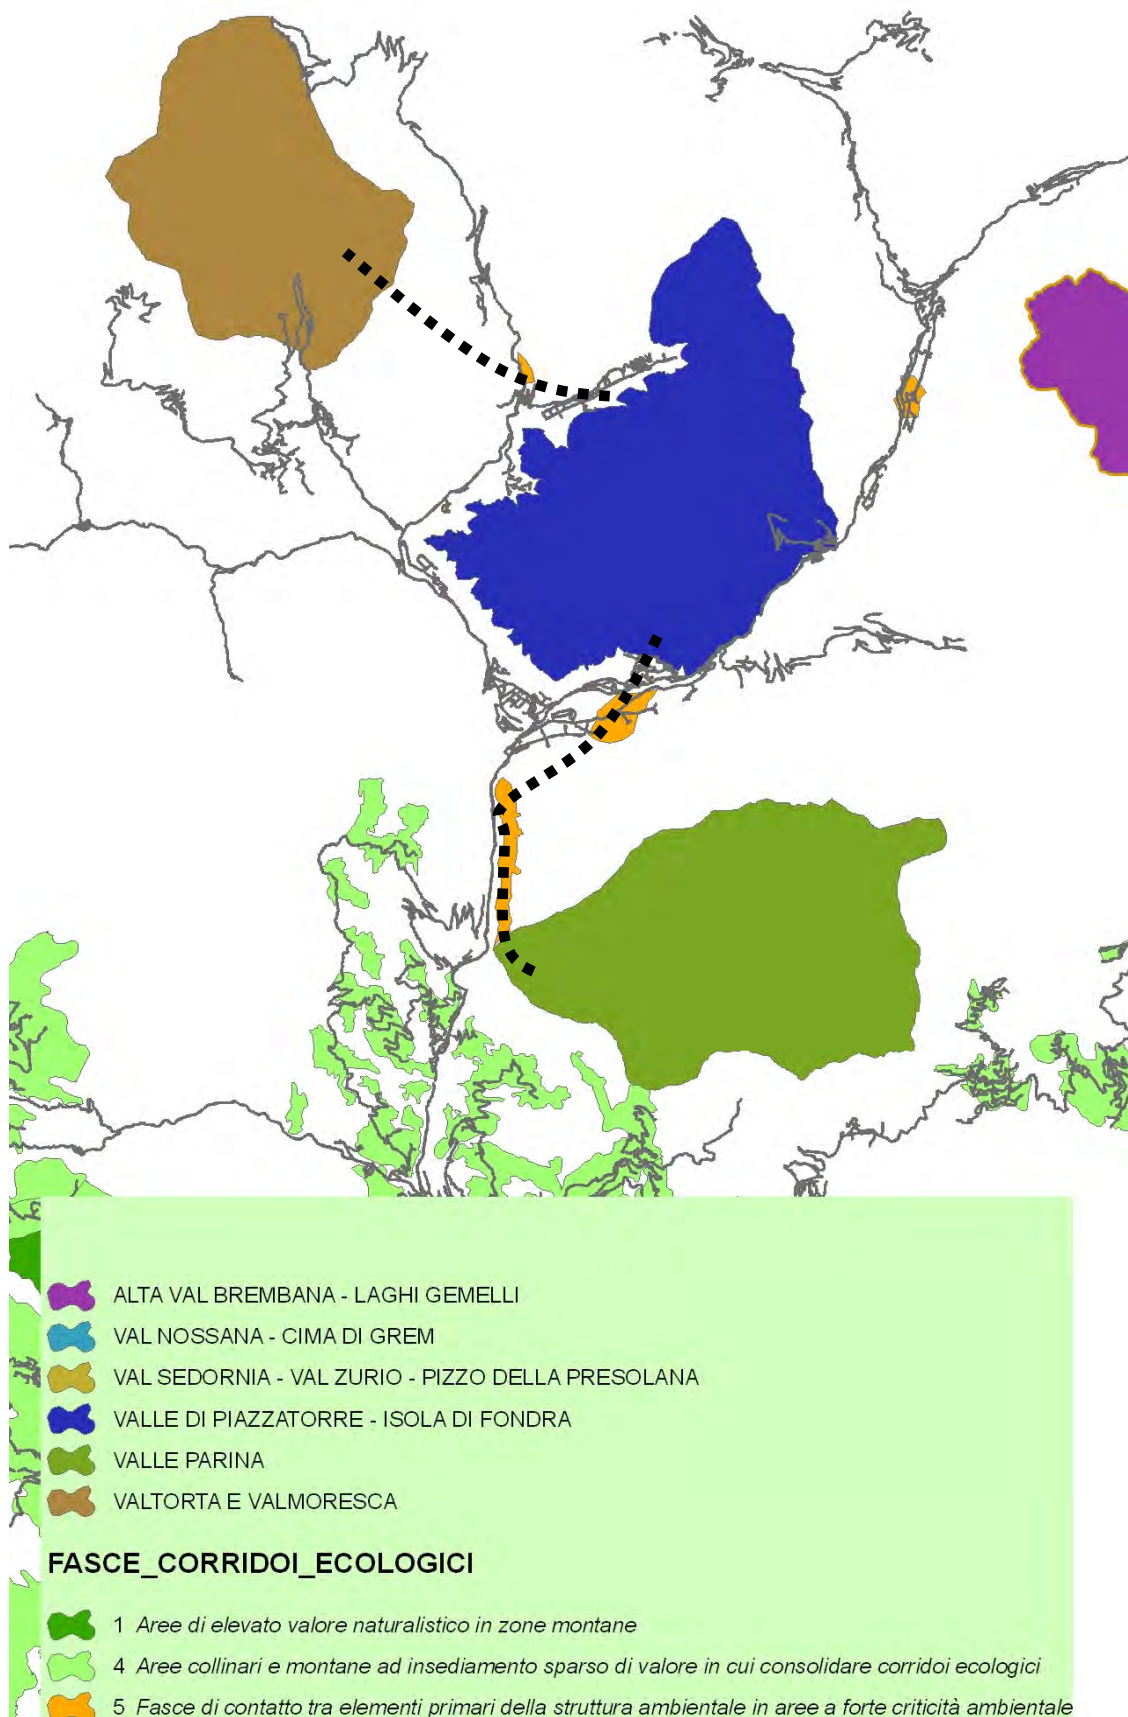 ALTA VAL BREMBANA - LAGHI GEMELLI
VAL NOSSANA - CIMA DI GREM
VAL SEDORNIA - VAL ZURIO - PIZZO DELLA PRESOLANA
VALLE DI PIAZZATORRE - ISOLA DI FONDRA
VALLE PARINA
VALTORTA E VALMORESCA
FASCE_CORRIDOI_ECOLOGICI
1 Aree di elevato valore naturalistico in zone montane
4 Aree collinari e montane ad insediamento sparso di valore in cui consolidare corridoi ecologici
5 Fasce di contatto tra elementi primari della struttura ambientale in aree a forte criticità ambientale